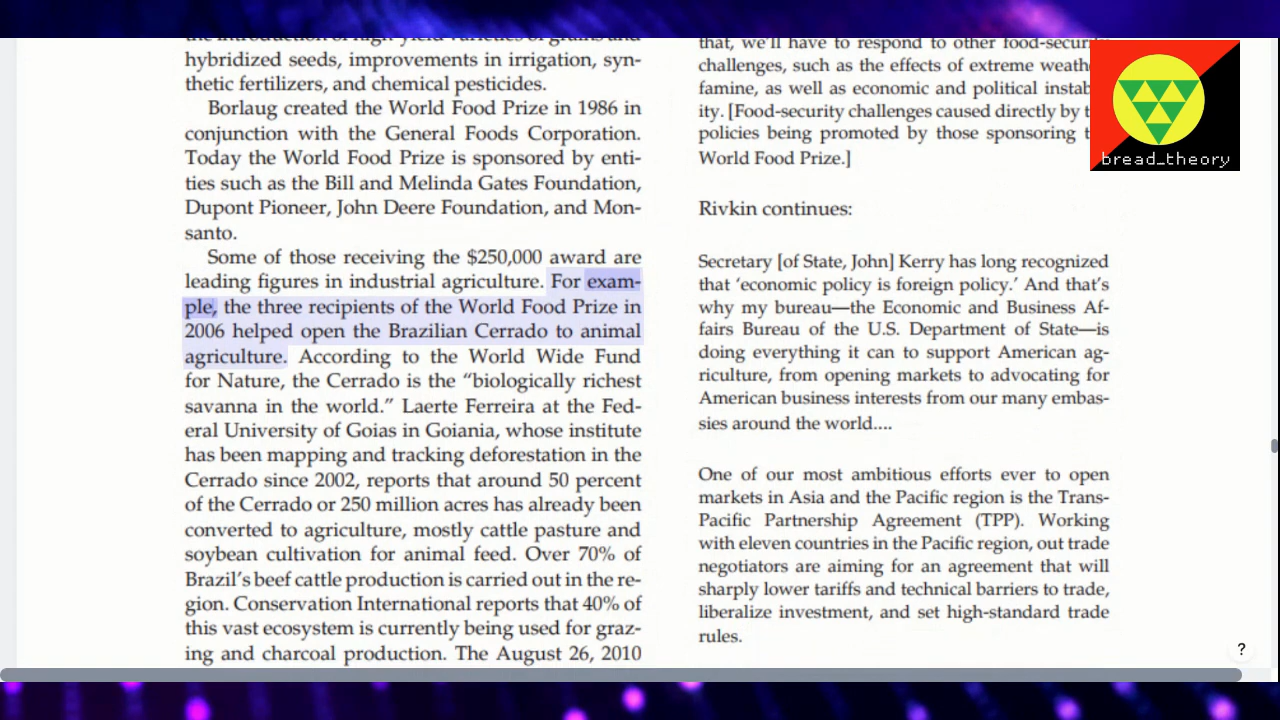 the introduction of high-yield varieties of grains and
hybridized seeds, improvements in irrigation, syn-
thetic fertilizers, and chemical pesticides.
Borlaug created the World Food Prize in 1986 in
conjunction with the General Foods Corporation.
Today the World Food Prize is sponsored by enti-
ties such as the Bill and Melinda Gates Foundation,
Dupont Pioneer, John Deere Foundation, and Mon-
santo.
Some of those receiving the $250,000 award are
leading figures in industrial agriculture. For exam-
ple, the three recipients of the World Food Prize in
2006 helped open the Brazilian Cerrado to animal
agriculture. According to the World Wide Fund
for Nature, the Cerrado is the “biologically richest
savanna in the world.” Laerte Ferreira at the Fed-
eral University of Goias in Goiania, whose institute
has been mapping and tracking deforestation in the
Cerrado since 2002, reports that around 50 percent
of the Cerrado or 250 million acres has already been
converted to agriculture, mostly cattle pasture and
soybean cultivation for animal feed. Over 70% of
Brazil’s beef cattle production is carried out in the re-
gion. Conservation International reports that 40% of
this vast ecosystem is currently being used for graz-
ing and charcoal production. The August 26, 2010
that, we’ll have to respond to other food-securi
challenges, such as the effects of extreme weath
famine, as well as economic and political instab
ity. [Food-security challenges caused directly by t
policies being promoted by those sponsoring t
World Food Prize.]
Rivkin continues:
Secretary [of State, John] Kerry has long recognized
that ‘economic policy is foreign policy.’ And that’s
why my bureau—the Economic and Business Af-
fairs Bureau of the U.S. Department of State—is
doing everything it can to support American ag-
riculture, from opening markets to advocating for
American business interests from our many embas-
sies around the world....
One of our most ambitious efforts ever to open
markets in Asia and the Pacific region is the Trans-
Pacific Partnership Agreement (TPP). Working
with eleven countries in the Pacific region, out trade
negotiators are aiming for an agreement that will
sharply lower tariffs and technical barriers to trade,
liberalize investment, and set high-standard trade
rules.
bread_theory
?